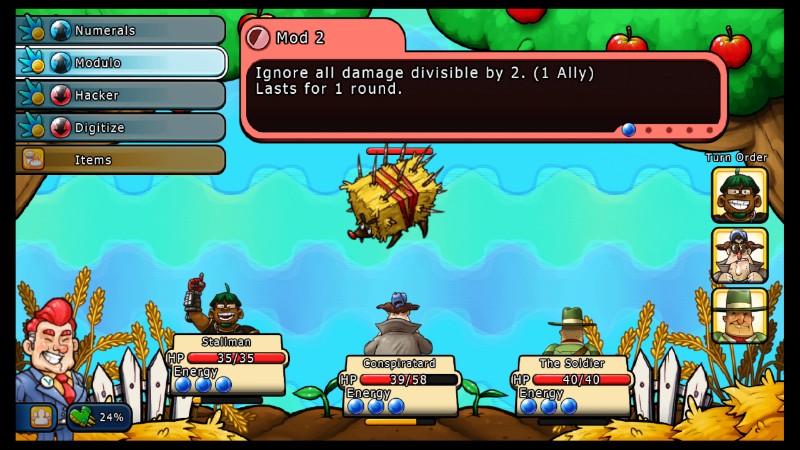 Numerals
Modulo
Hacker
Digitize
Items
Mod 2
Ignore all damage divisible by 2. (1 Ally)
Lasts for 1 round.
Turn Order
Stallman
HP 35/35
Energy
Conspiratard
HP 39/58
Energy
The Soldier
HP 40/40
Energy
24%